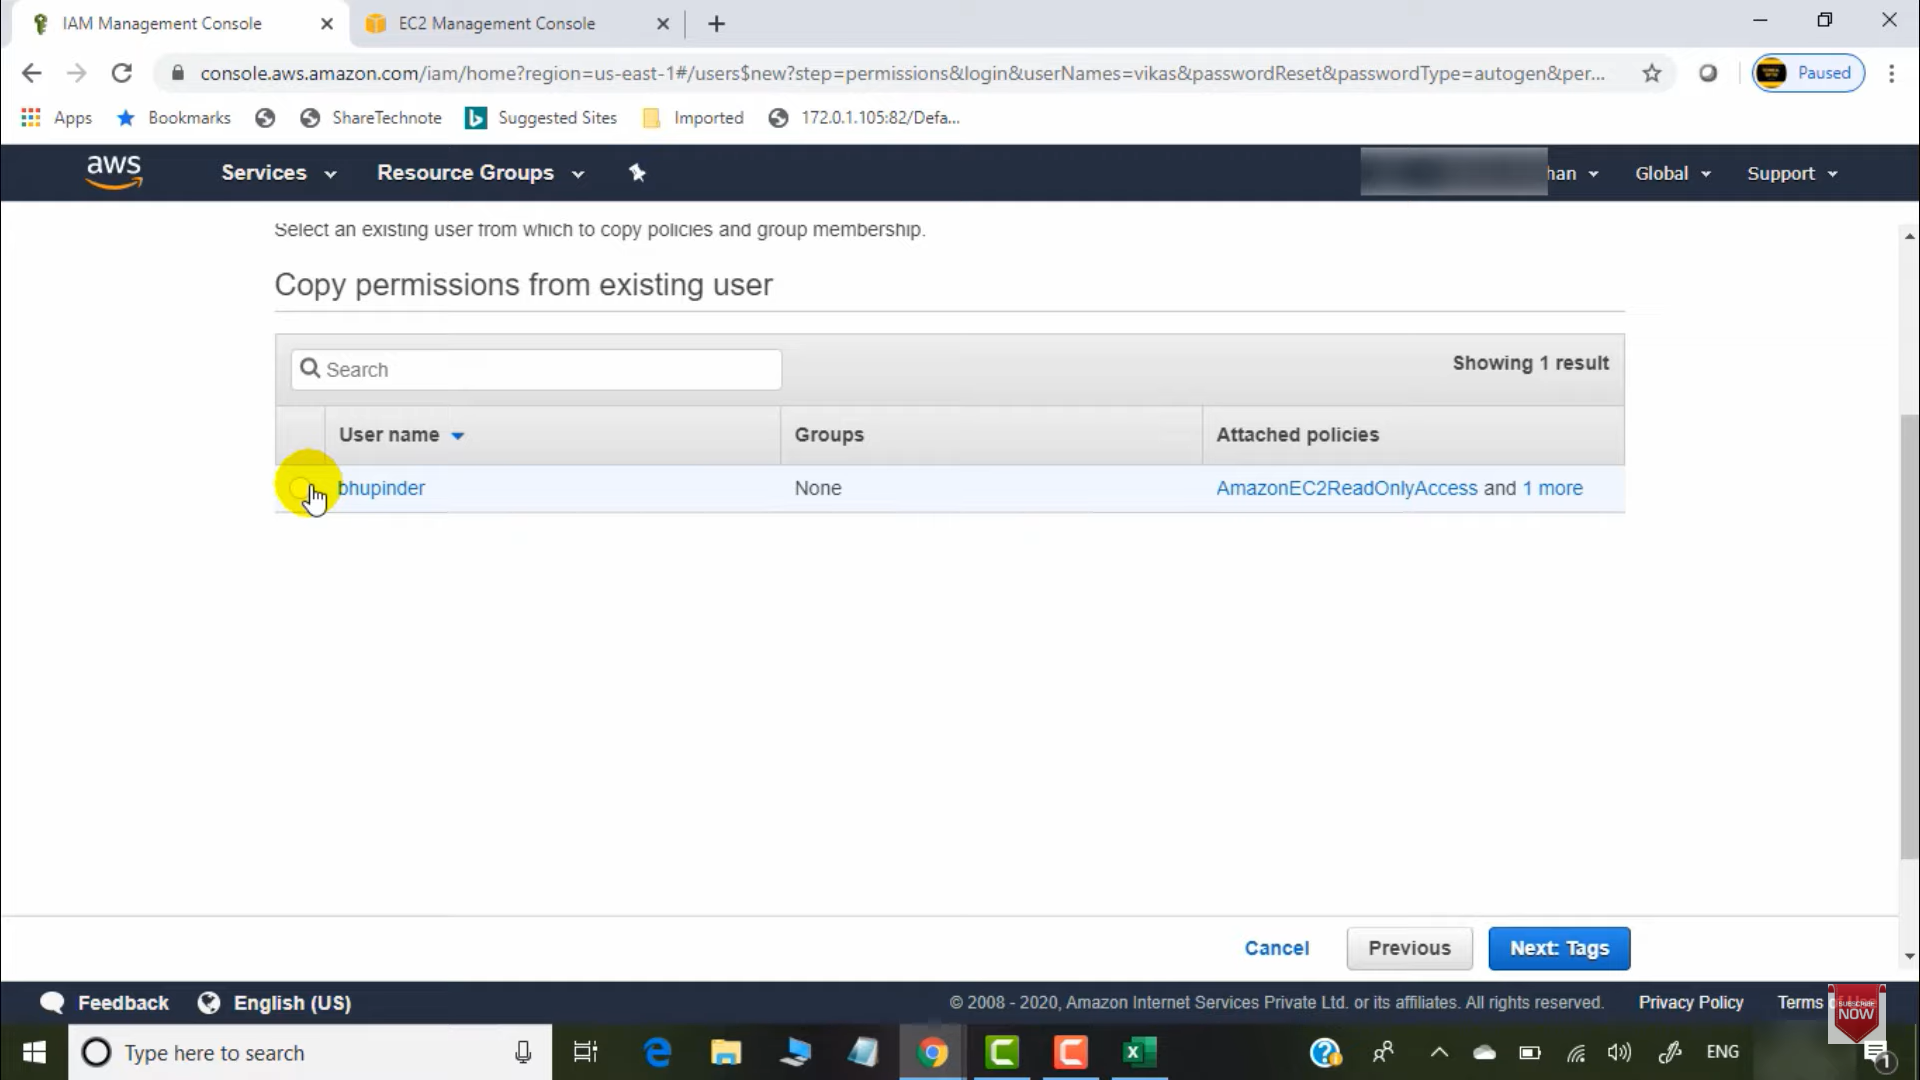 IAM Management Console
EC2 Management Console
console.aws.amazon.com/iam/home?region=us-east-1#/users$new?step=permissions&login&userNames=vikas&passwordReset&passwordType=autogen&per...
Paused
Apps
Bookmarks
ShareTechnote
Suggested Sites
Imported
172.0.1.105:82/Defa...
aws
Services
Resource Groups
han
Global
Support
Select an existing user from which to copy policies and group membership.
Copy permissions from existing user
Search
Showing 1 result
User name
Groups
Attached policies
bhupinder
None
AmazonEC2ReadOnlyAccess and 1 more
Cancel
Previous
Next: Tags
Feedback
English (US)
© 2008 - 2020, Amazon Internet Services Private Ltd. or its affiliates. All rights reserved.
Privacy Policy
Terms
SUBSCRIBE
NOW
Type here to search
ENG
1